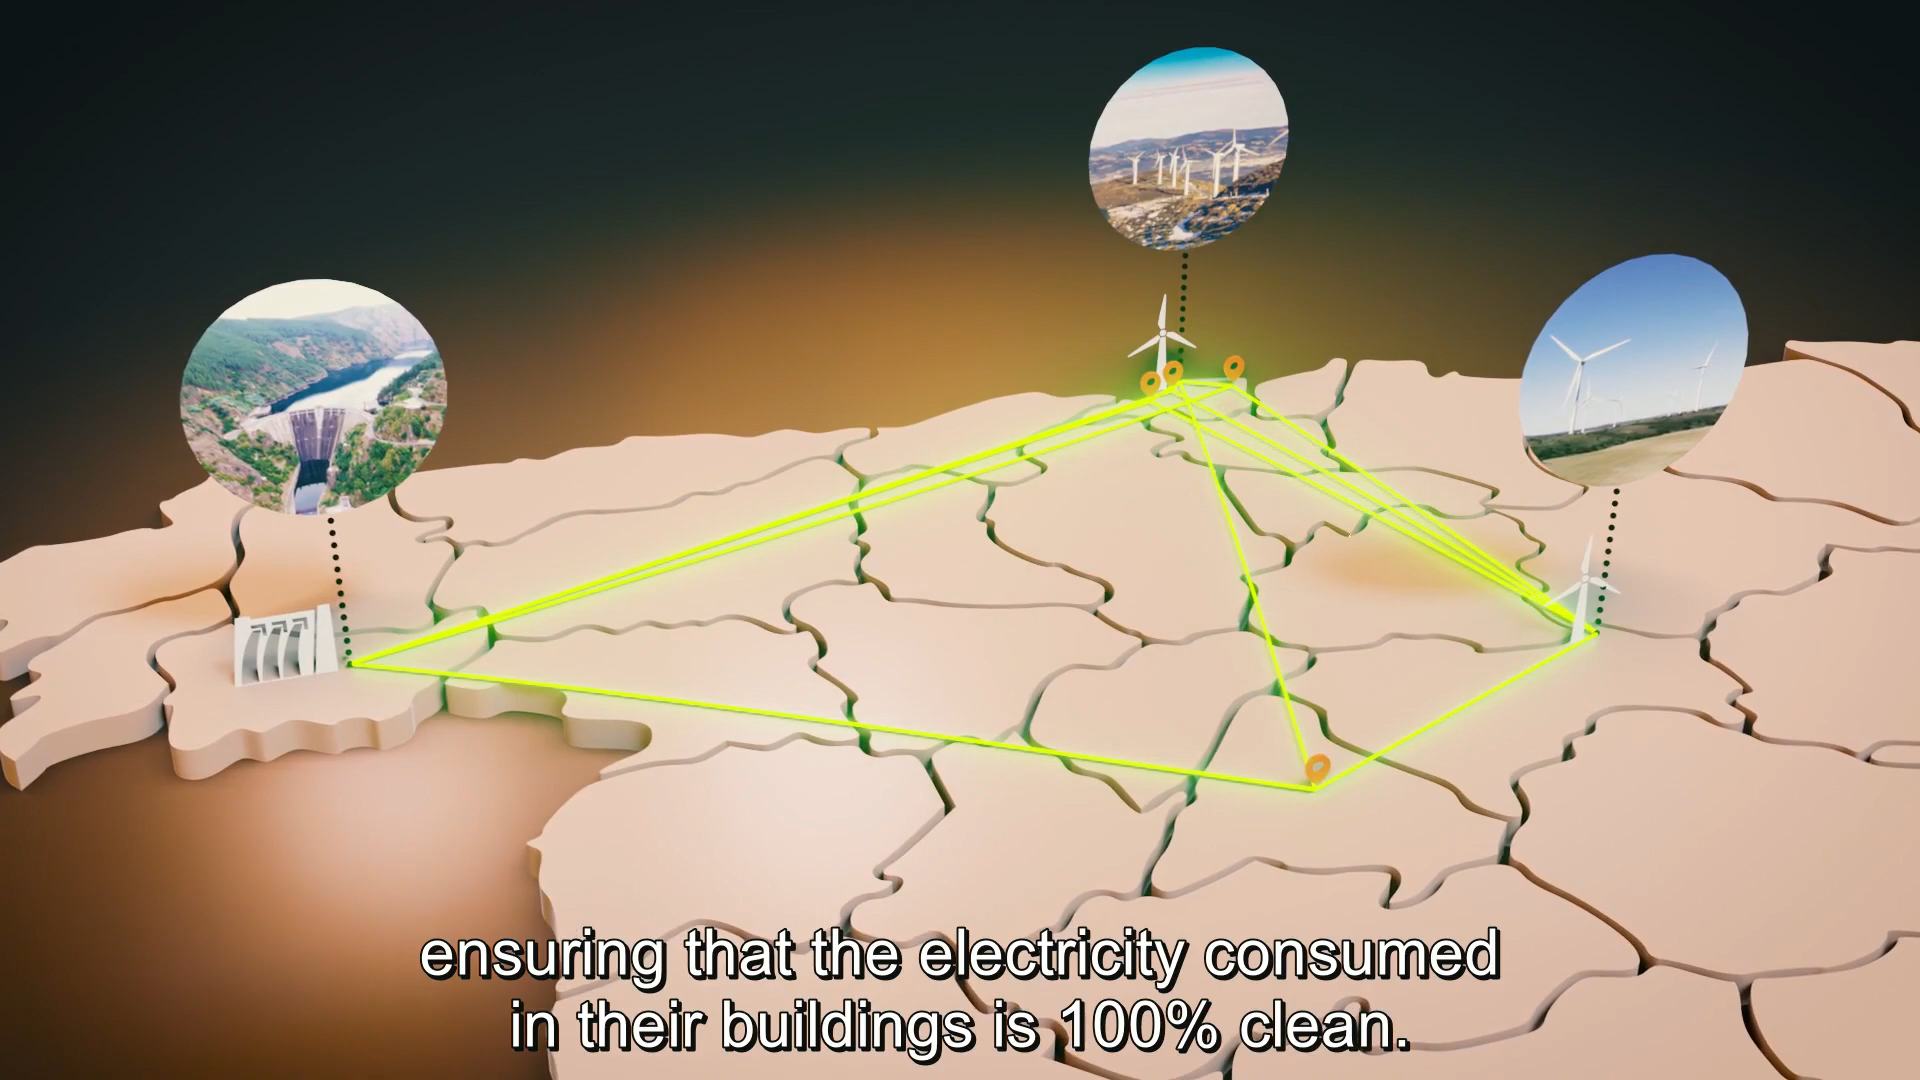 ensuring that the electricity consumed
in their buildings is 100% clean.